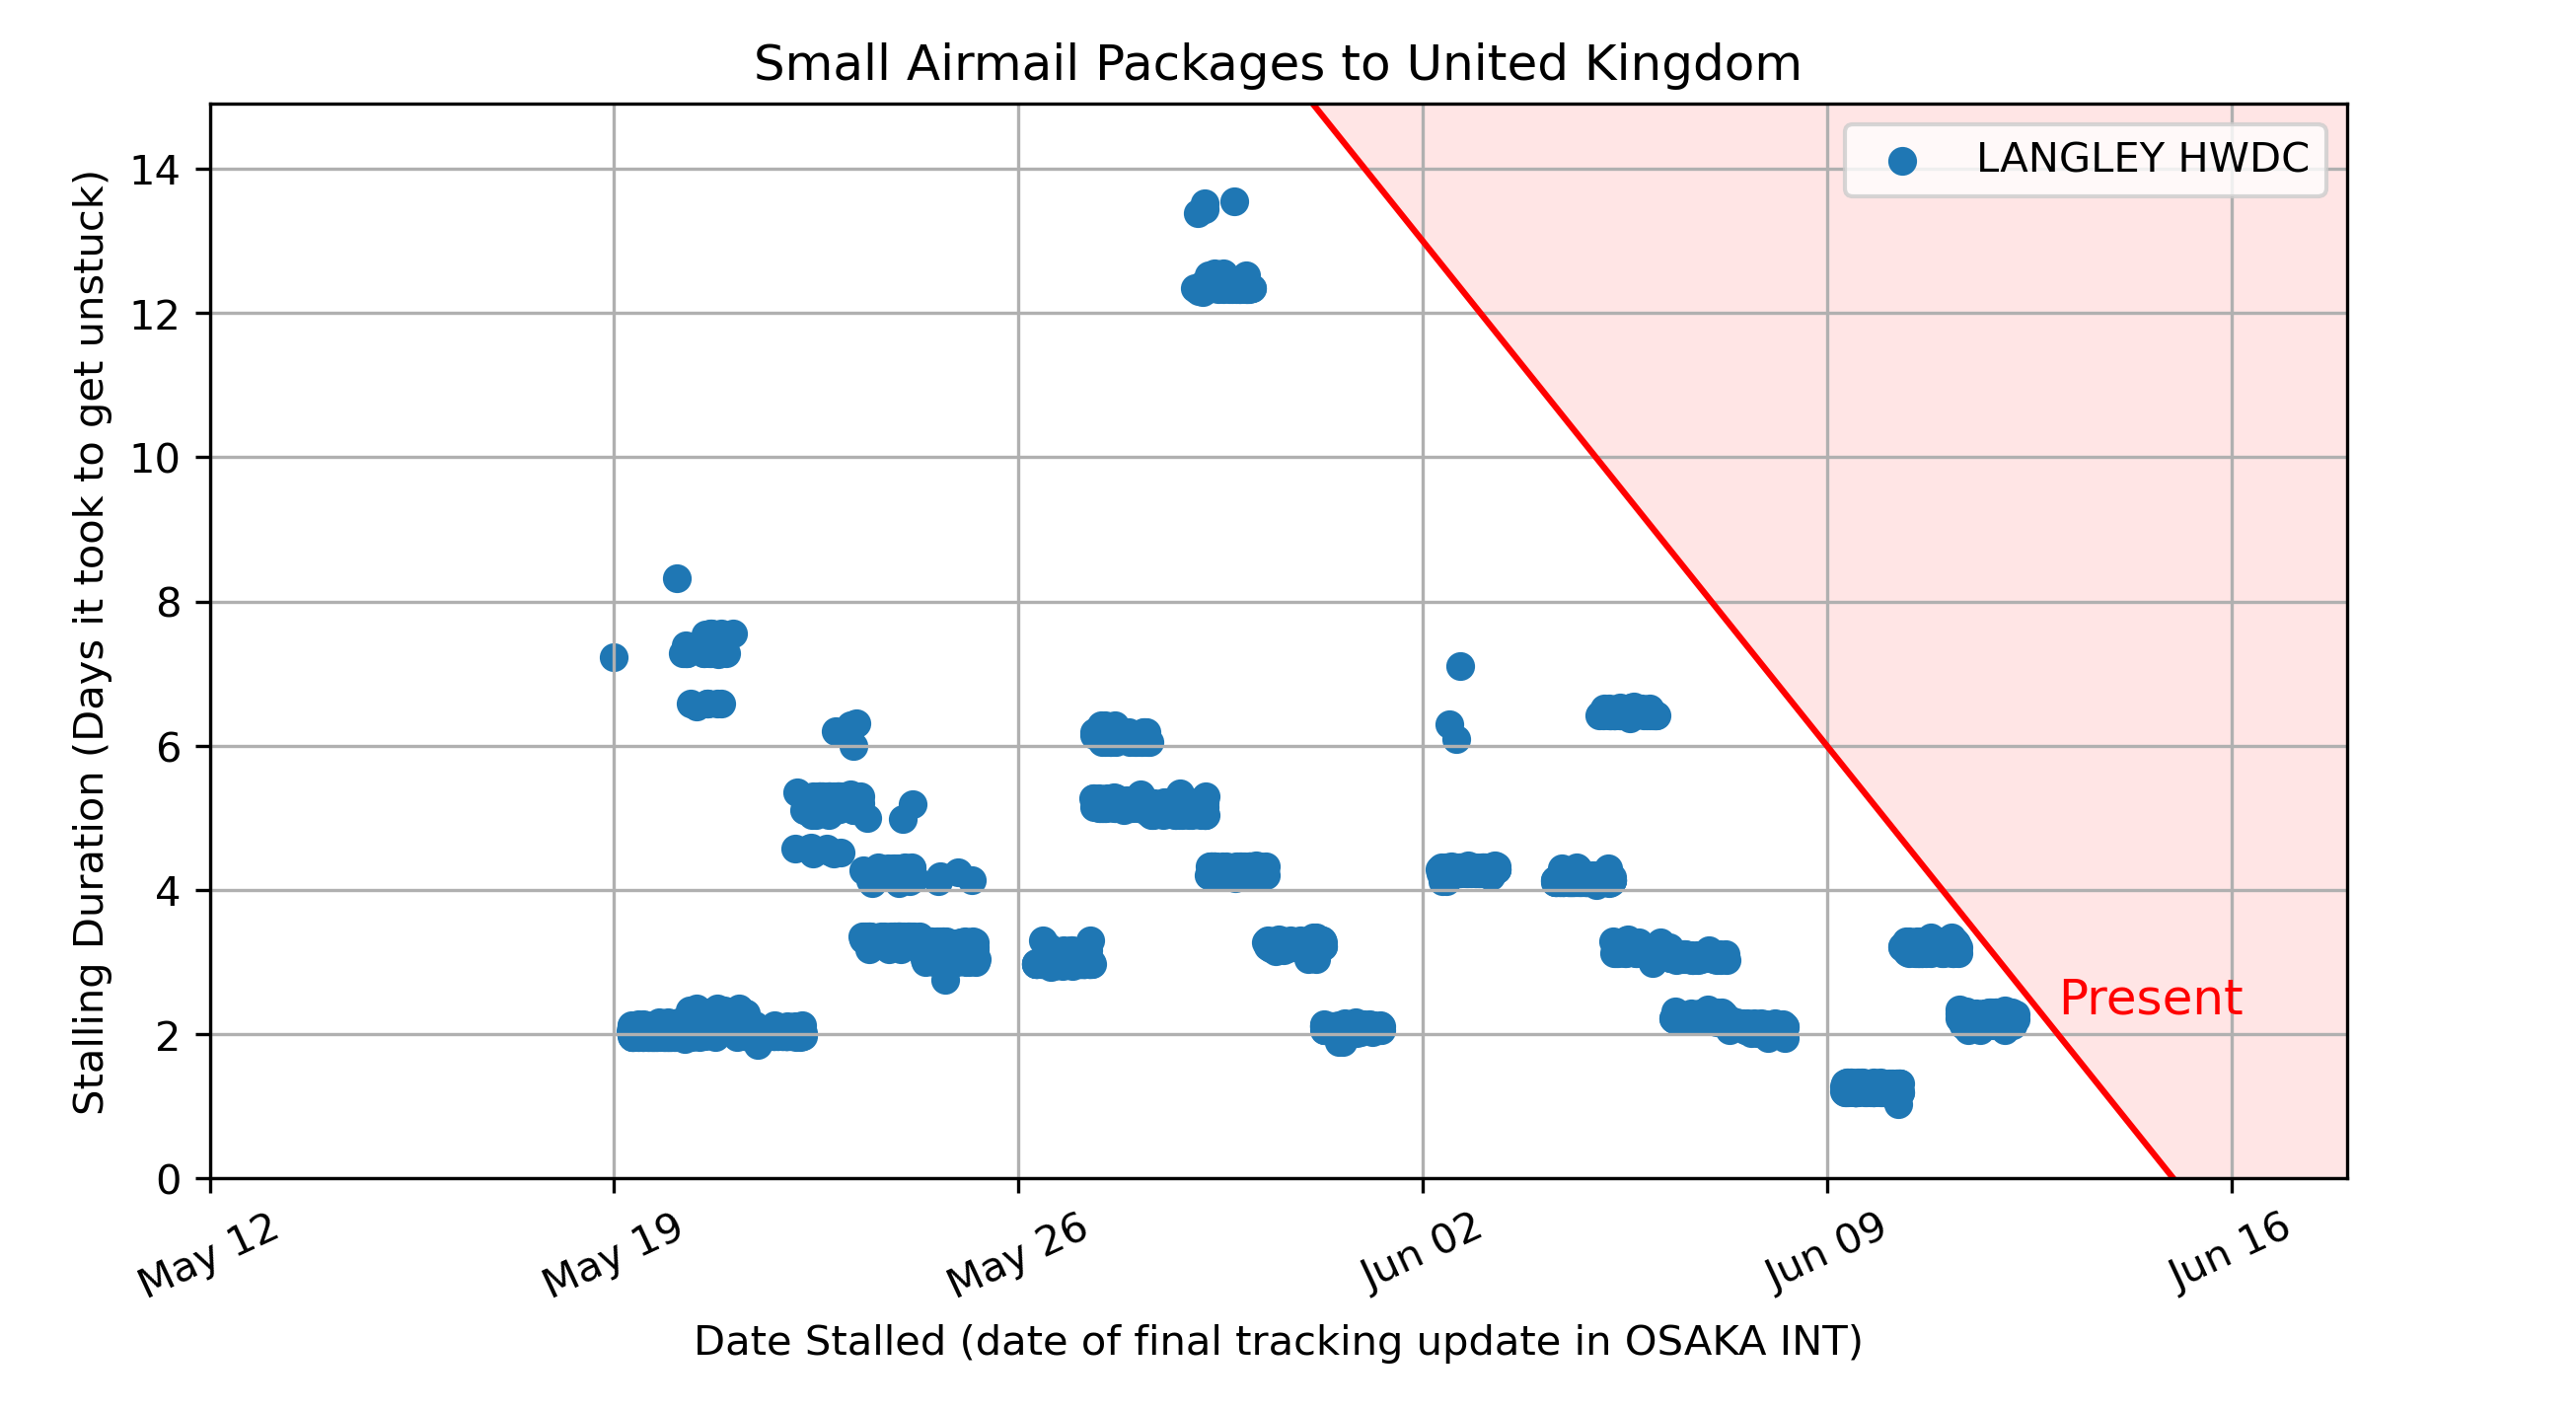 Small Airmail Packages to United Kingdom
LANGLEY HWDC
Stalling Duration (Days it took to get unstuck)
14
12
10
8
6
4
2
0
Present
May 12
May 19
May 26
Jun 02
Jun 09
Jun 16
Date Stalled (date of final tracking update in OSAKA INT)